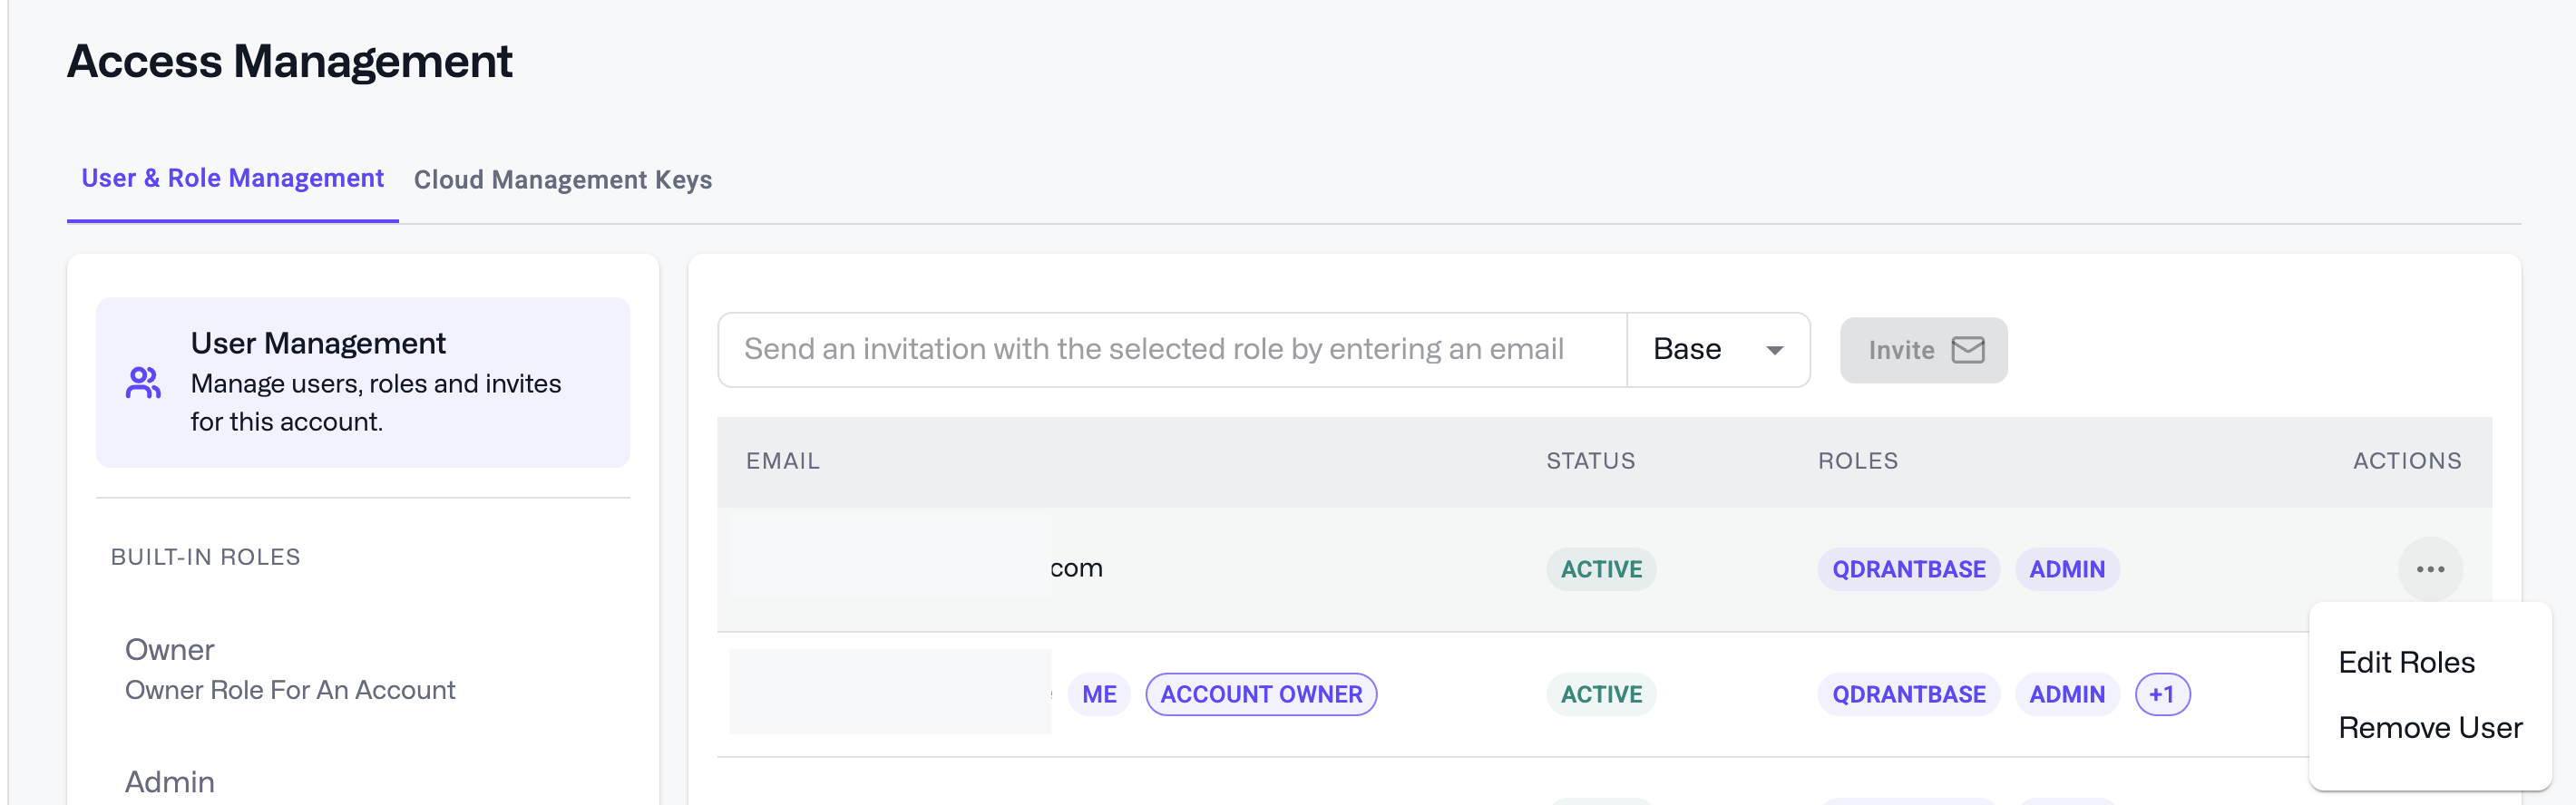 Access Management
User & Role Management
Cloud Management Keys
User Management
Manage users, roles and invites
for this account.
BUILT-IN ROLES
Owner
Owner Role For An Account
Admin
Send an invitation with the selected role by entering an email
Base
Invite
EMAIL STATUS ROLES ACTIONS
com ACTIVE QDRANTBASE ADMIN
ME ACCOUNT OWNER ACTIVE QDRANTBASE ADMIN +1
Edit Roles
Remove User